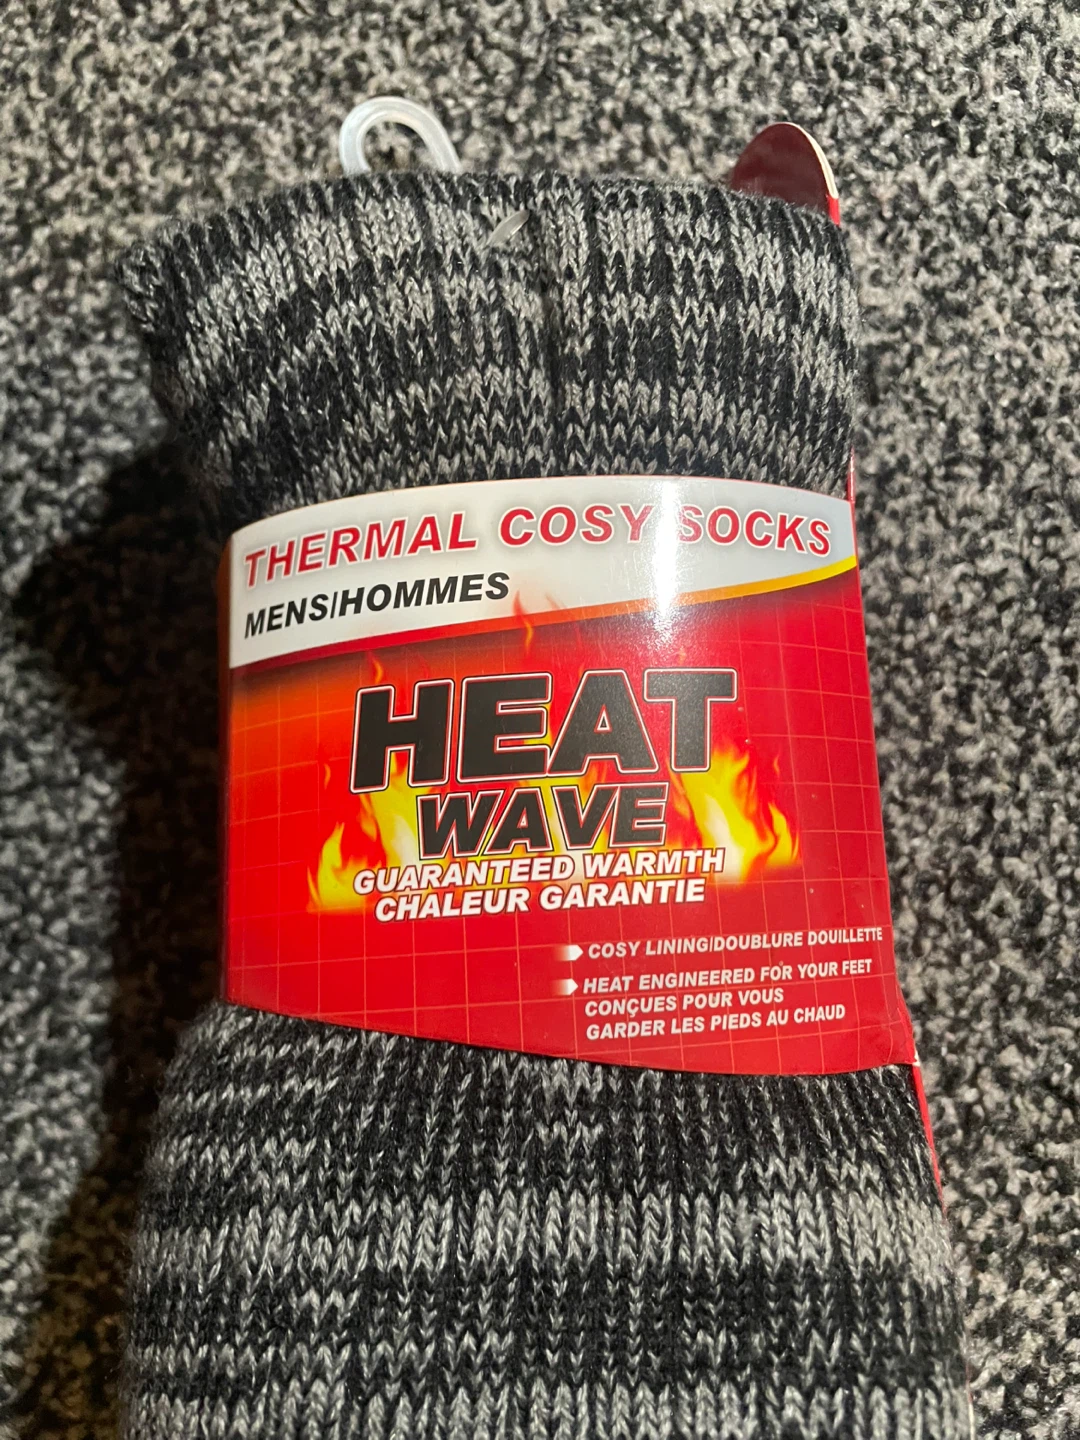 THERMAL COSY SOCKS
MENS/HOMMES
HEAT
WAVE
GUARANTEED WARMTH
CHALEUR GARANTIE
COSY LINING/DOUBLURE DOUILLETTE
HEAT ENGINEERED FOR YOUR FEET
CONÇUES POUR VOUS
GARDER LES PIEDS AU CHAUD